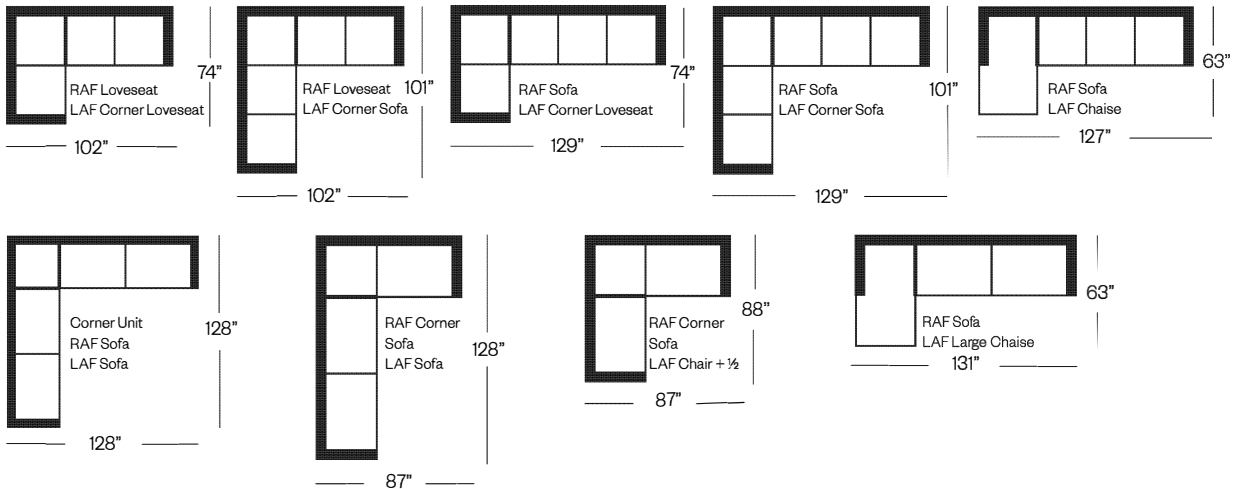 74”
RAF Loveseat
LAF Corner Loveseat
102”
RAF Loveseat
LAF Corner Sofa
101”
102”
RAF Sofa
LAF Corner Loveseat
74”
129”
RAF Sofa
LAF Corner Sofa
101”
129”
RAF Sofa
LAF Chaise
63”
127”
Corner Unit
RAF Sofa
LAF Sofa
128”
128”
RAF Corner
Sofa
LAF Sofa
128”
87”
RAF Corner
Sofa
LAF Chair + ½
88”
87”
RAF Sofa
LAF Large Chaise
63”
131”